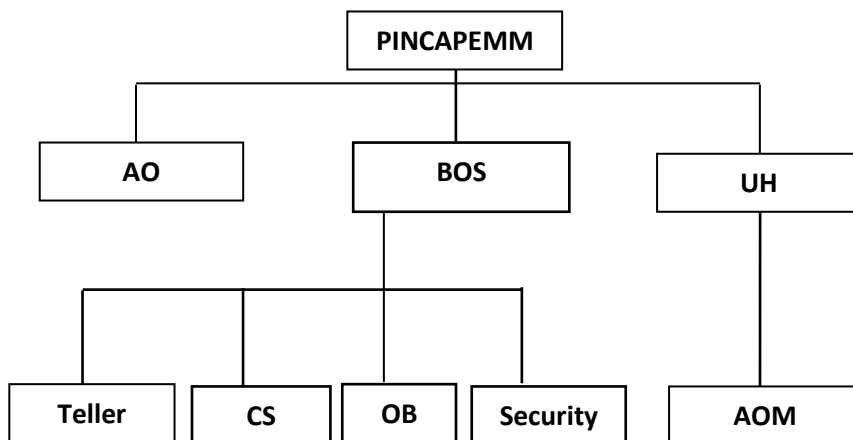 PINCAPEMM
AO
BOS
UH
Teller
CS
OB
Security
AOM